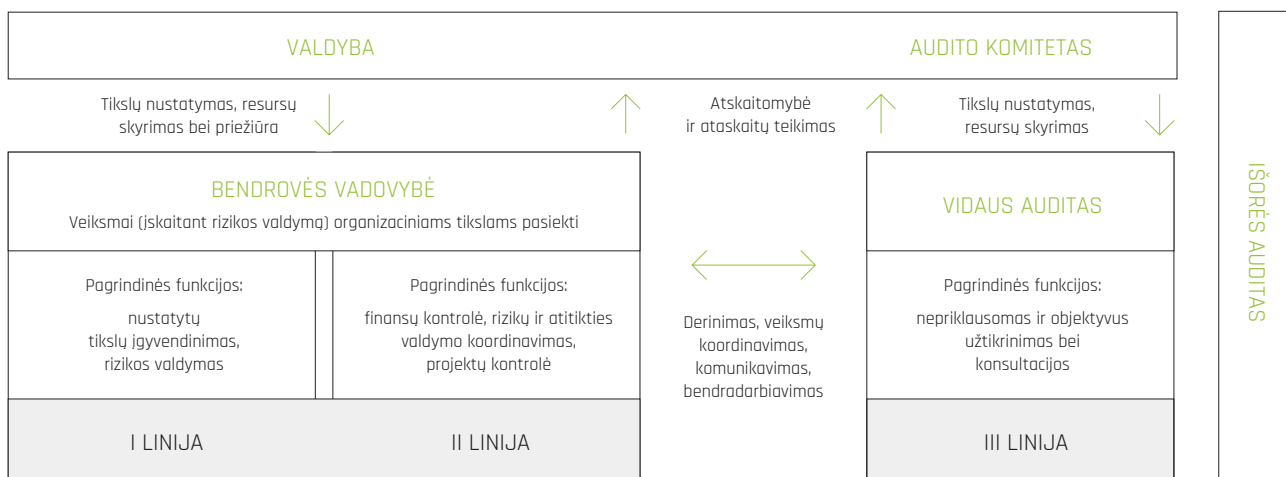 VALDYBA
AUDITO KOMITETAS
Tikslų nustatymas, resursų
skyrimas bei priežiūra
Atskaitomybė
ir ataskaitų teikimas
Tikslų nustatymas,
resursų skyrimas
BENDROVĖS VADOVYBĖ
Veiksmai (įskaitant rizikos valdymą) organizaciniams tikslams pasiekti
Pagrindinės funkcijos:
nustatytų
tikslų įgyvendinimas,
rizikos valdymas
I LINIJA
Pagrindinės funkcijos:
finansų kontrolė, rizikų ir atitikties
valdymo koordinavimas,
projektų kontrolė
II LINIJA
Derinimas, veiksmų
koordinavimas,
komunikavimas,
bendradarbiavimas
VIDAUS AUDITAS
Pagrindinės funkcijos:
nepriklausomas ir objektyvus
užtikrinimas bei
konsultacijos
III LINIJA
IŠORĖS AUDITAS